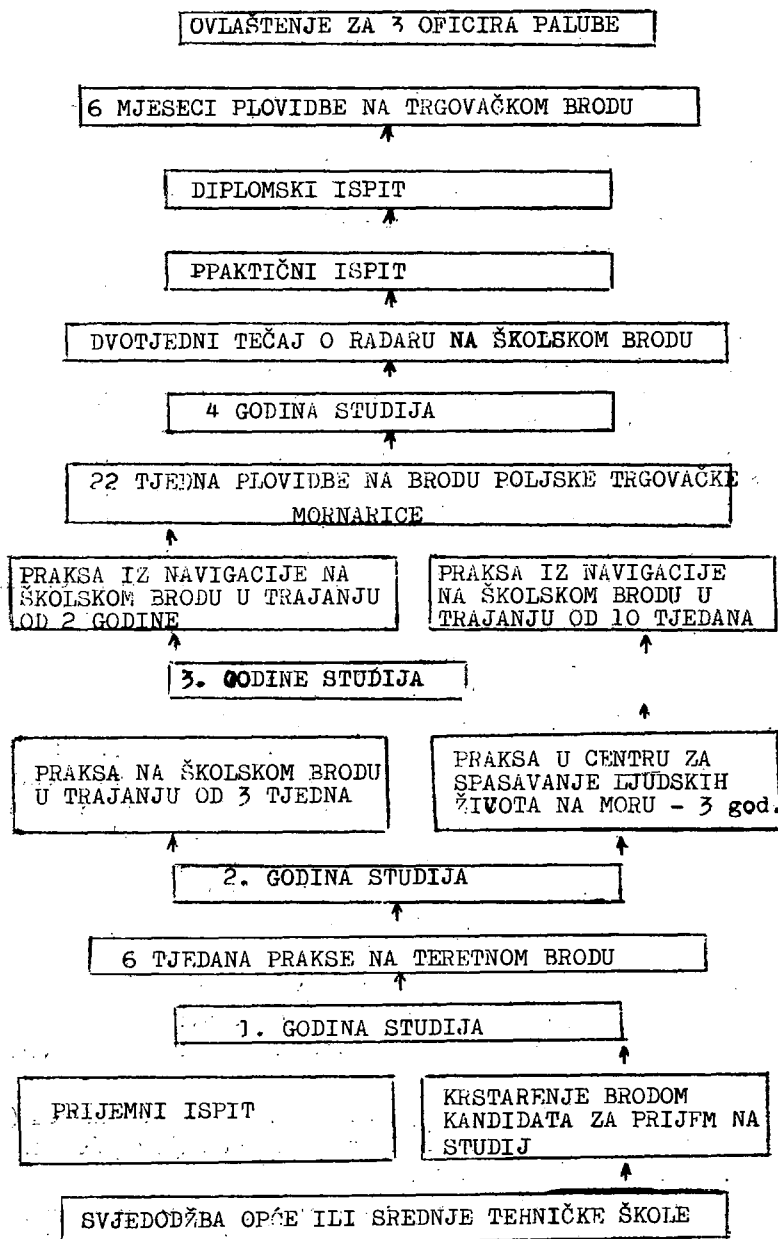 OVLAŠTENJE ZA 3 OFICIRA PALUBE
6 MJESECI PLOVIDBE NA TRGOVAČKOM BRODU
DIPLOMSKI ISPIT
PPAKTIČNI ISPIT
DVOTJEDNI TEČAJ O RADARU NA ŠKOLSKOM BRODU
4 GODINA STUDIJA
22 TJEDNA PLOVIDBE NA BRODU POLJSKE TRGOVAČKE
MORNARICE
PRAKSA IZ NAVIGACIJE NA
ŠKOLSKOM BRODU U TRAJANJU
OD 2 GODINE
PRAKSA IZ NAVIGACIJE
NA ŠKOLSKOM BRODU U
TRAJANJU OD 10 TJEDANA
3. GODINE STUDIJA
PRAKSA NA ŠKOLSKOM BRODU
U TRAJANJU OD 3 TJEDNA
PRAKSA U CENTRU ZA
SPASAVANJE LJUDSKIH
ŽIVOTA NA MORU - 3 god.
2. GODINA STUDIJA
6 TJEDANA PRAKSE NA TERETNOM BRODU
1. GODINA STUDIJA
PRIJEMNI ISPIT
KRSTARENJE BRODOM
KANDIDATA ZA PRIJEM NA
STUDIJ
SVJEDODŽBA OPĆE ILI SREDNJE TEHNIČKE ŠKOLE